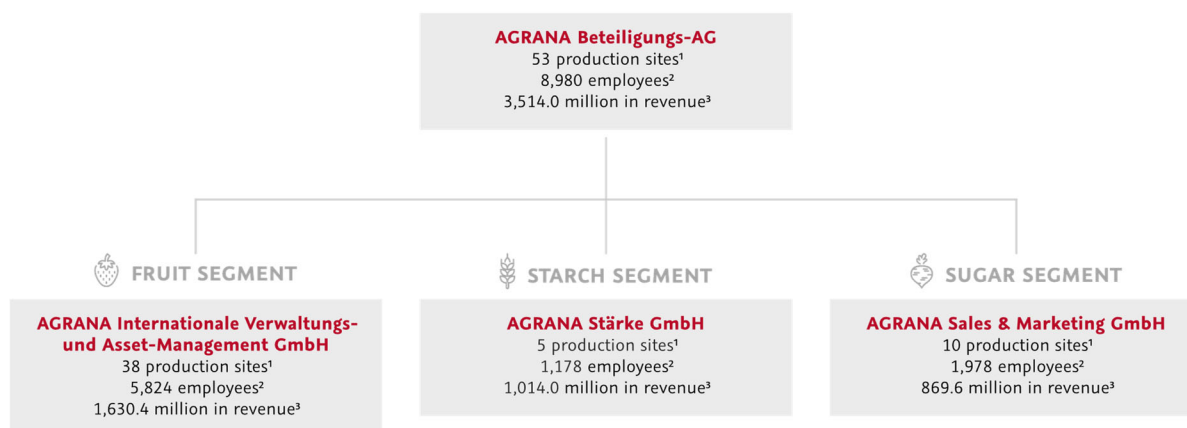 AGRANA Beteiligungs-AG
53 production sites¹
8,980 employees²
3,514.0 million in revenue³
FRUIT SEGMENT
AGRANA Internationale Verwaltungs-
und Asset-Management GmbH
38 production sites¹
5,824 employees²
1,630.4 million in revenue³
STARCH SEGMENT
AGRANA Stärke GmbH
5 production sites¹
1,178 employees²
1,014.0 million in revenue³
SUGAR SEGMENT
AGRANA Sales & Marketing GmbH
10 production sites¹
1,978 employees²
869.6 million in revenue³